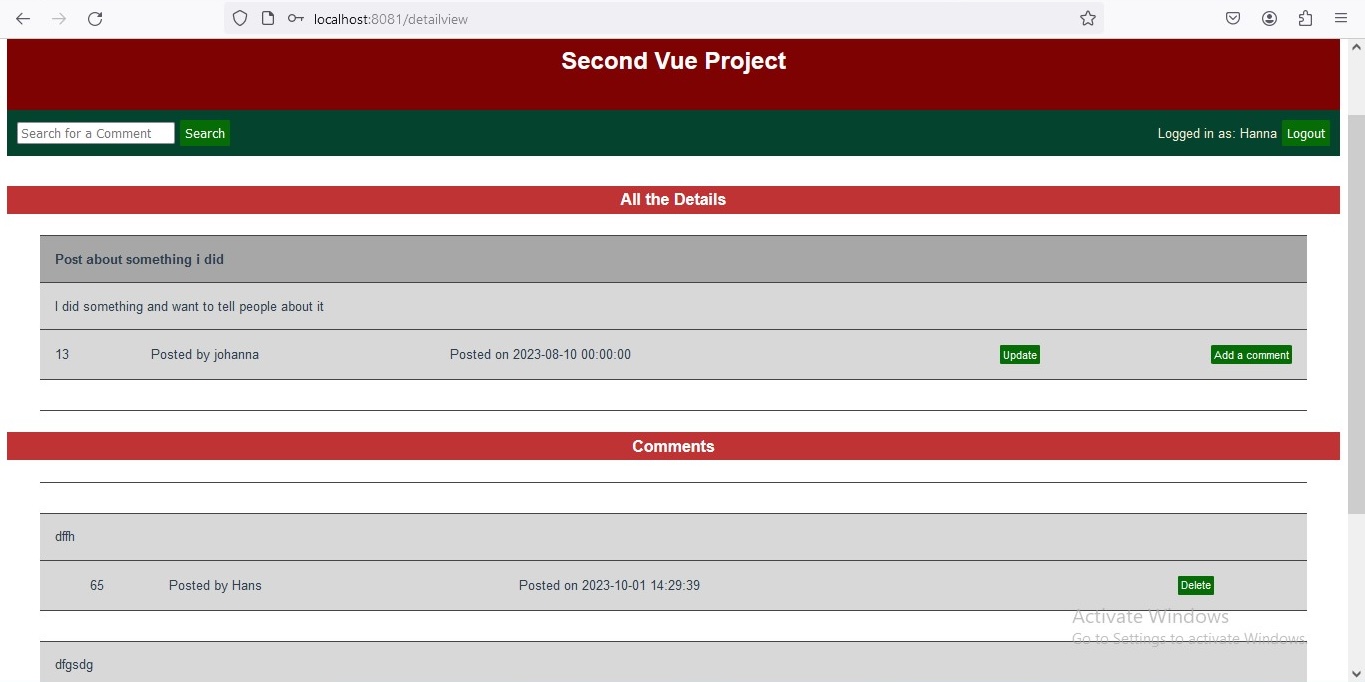 localhost:8081/detailview
Second Vue Project
Search for a Comment Search Logged in as: Hanna Logout
All the Details
Post about something i did
I did something and want to tell people about it
13 Posted by johanna Posted on 2023-08-10 00:00:00 Update Add a comment
Comments
dffh
65 Posted by Hans Posted on 2023-10-01 14:29:39 Delete
Activate Windows
Go to Settings to activate Windows.
dfgsdg